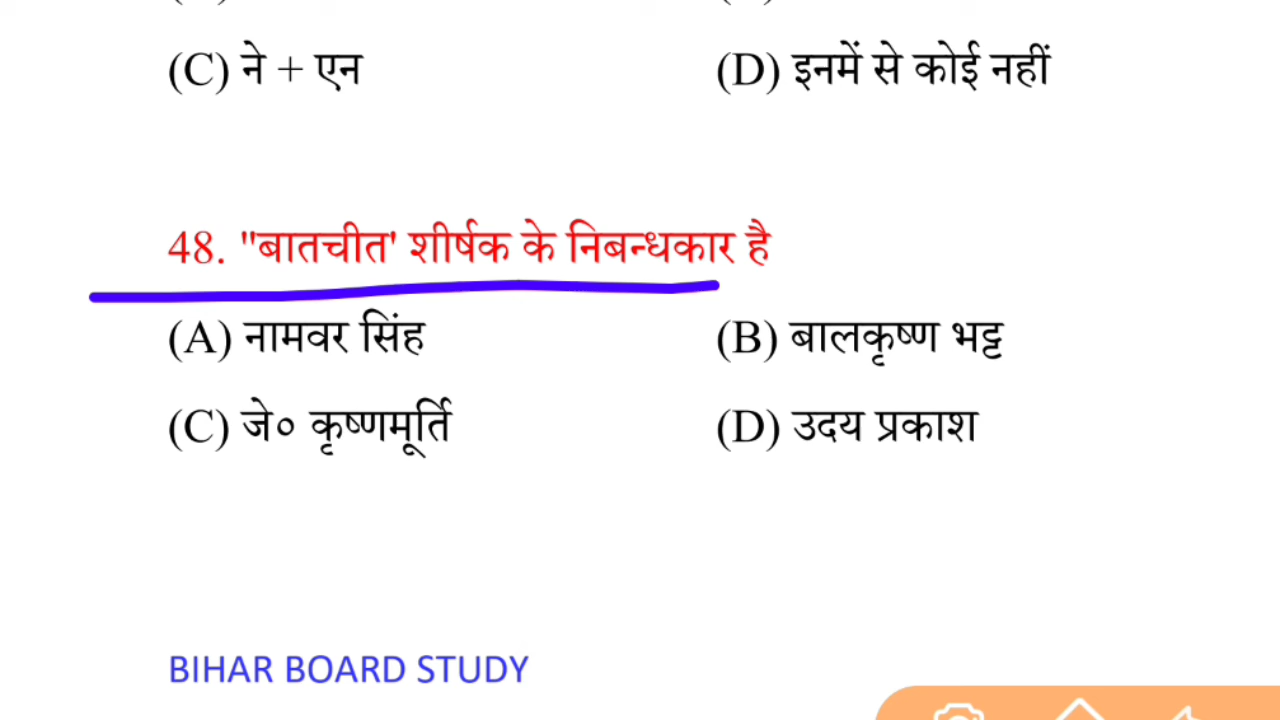 (C) ने + एन
(D) इनमें से कोई नहीं
48. "बातचीत' शीर्षक के निबन्धकार है
(A) नामवर सिंह
(B) बालकृष्ण भट्ट
(C) जे० कृष्णमूर्ति
(D) उदय प्रकाश
BIHAR BOARD STUDY